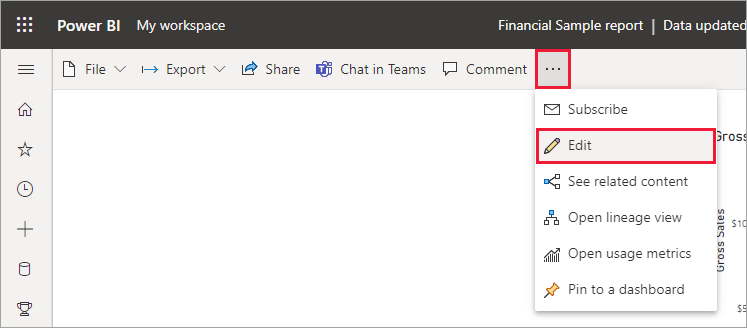 Power BI My workspace Financial Sample report | Data updated
File Export Share Chat in Teams Comment ...
Subscribe
Edit
See related content
Open lineage view
Open usage metrics
Pin to a dashboard
Gross
$10
Gross Sales
$5